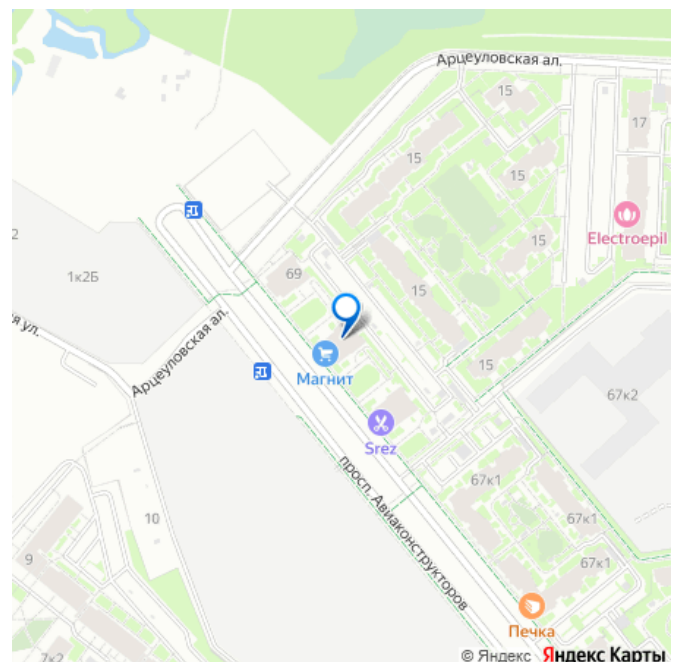 Арцеуловская ал.
15
17
15
15
Electroepil
15
2
1к2Б
69
15
я ул.
Арцеуловская ал.
Магнит
15
67к2
Srez
просп. Авиаконструкторов
67к1
10
67к1
9
67к1
7к2
Печка
© Яндекс Яндекс Карты